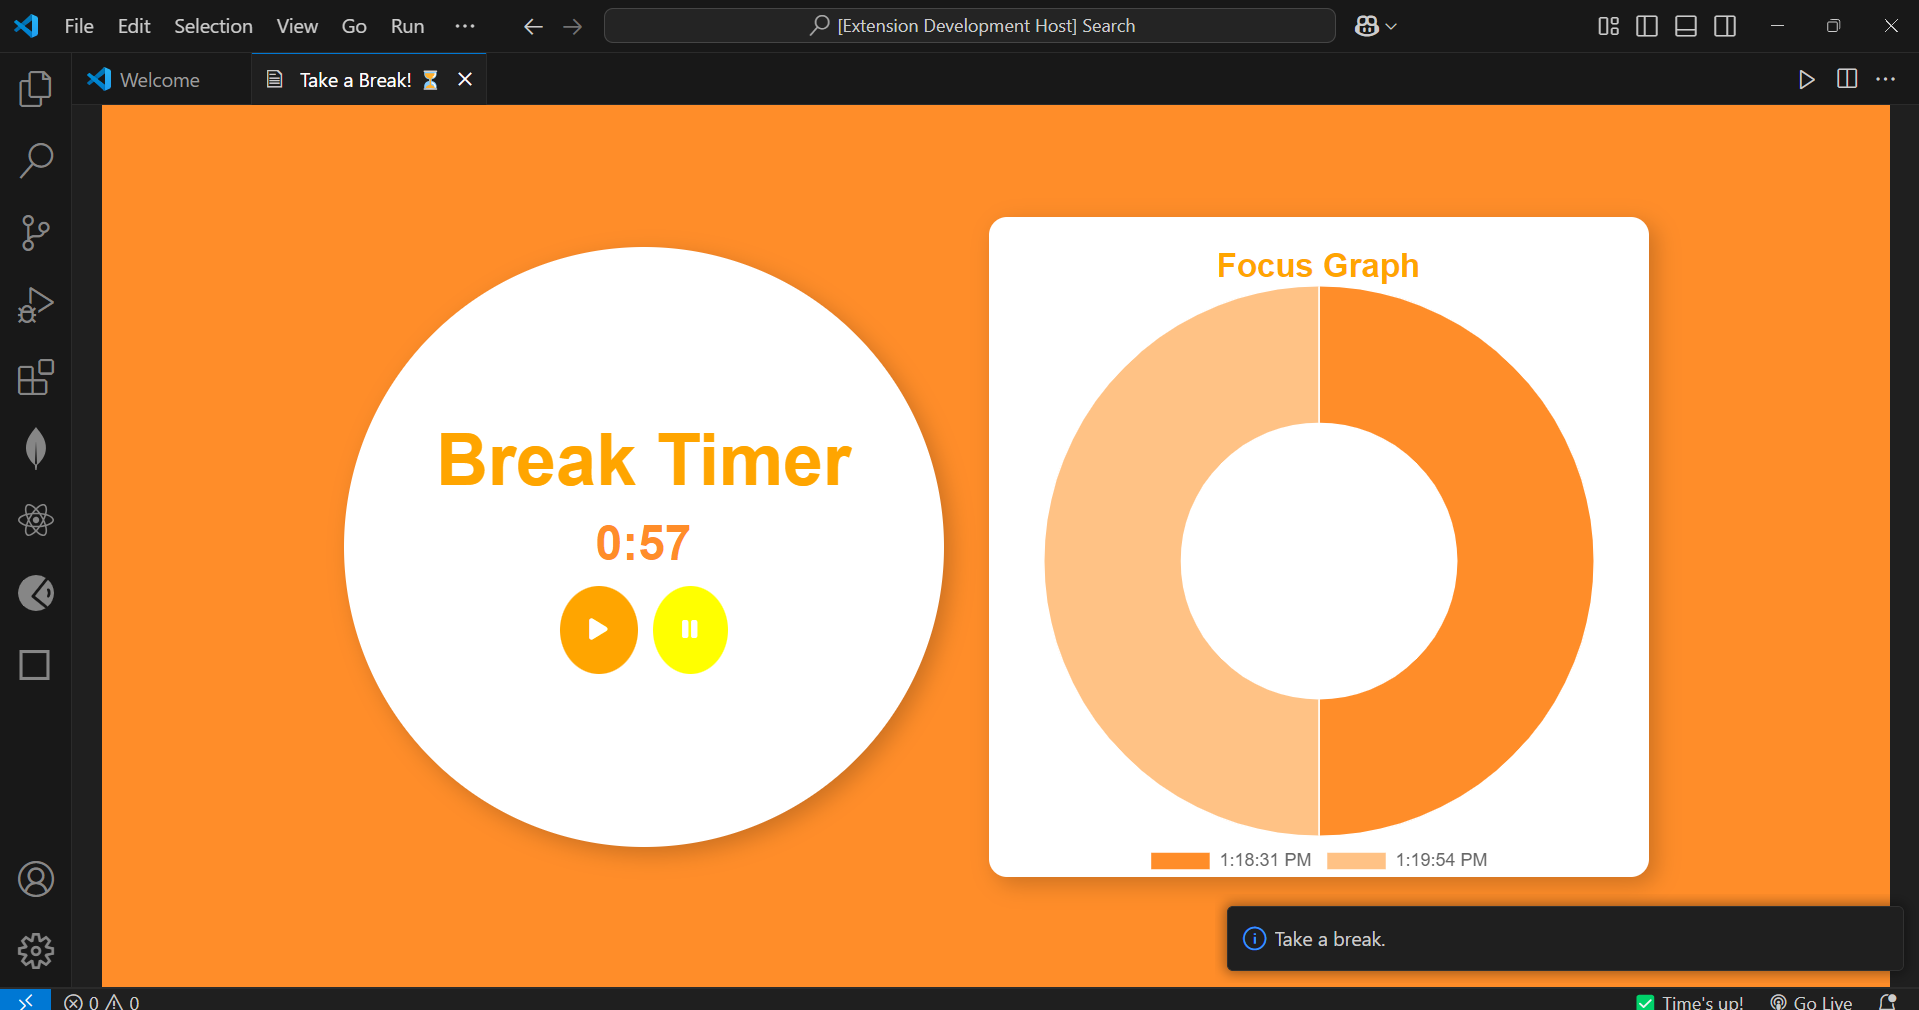 File Edit Selection View Go Run ···
[Extension Development Host] Search
Welcome
Take a Break! ⏳
Break Timer
0:57
Focus Graph
1:18:31 PM 1:19:54 PM
Take a break.
0 0
Time's up! Go Live